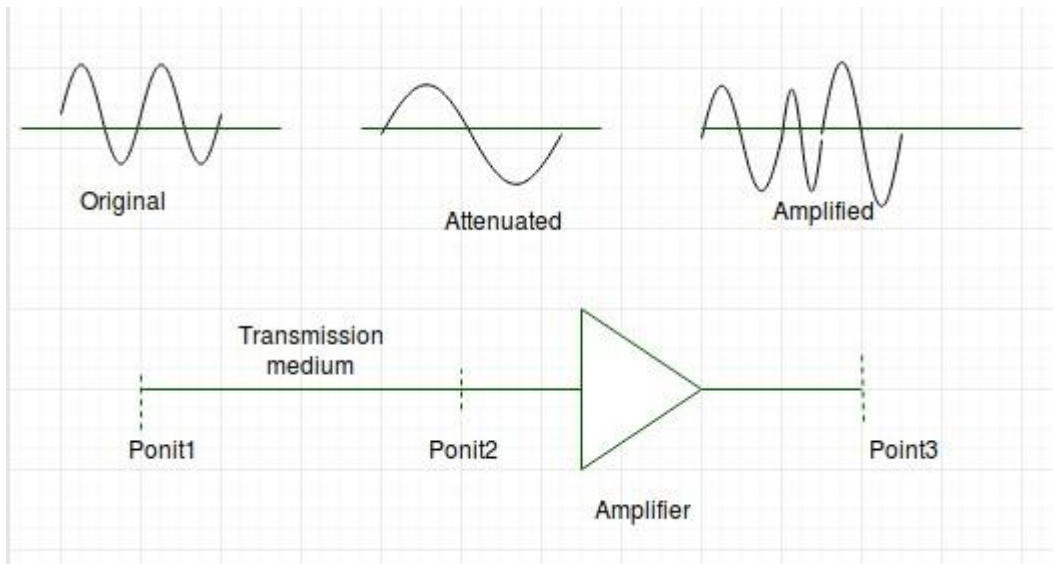 Original
Attenuated
Amplified
Transmission
medium
Ponit1
Ponit2
Point3
Amplifier